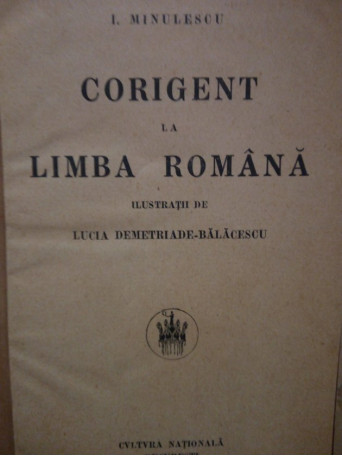 I. MINULESCU
CORIGENT
LA
LIMBA ROMÂNĂ
ILUSTRAȚII DE
LUCIA DEMETRIADE-BĂLĂCESCU
CVLTVRA NAȚIONALĂ